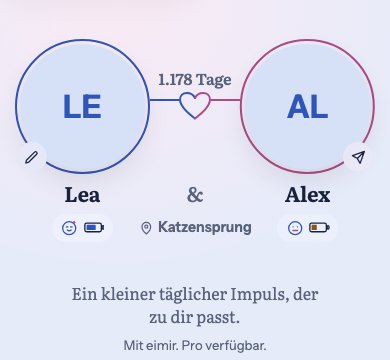 1.178 Tage
LE
AL
Lea
&
Alex
Katzensprung
Ein kleiner täglicher Impuls, der
zu dir passt.
Mit eimir. Pro verfügbar.